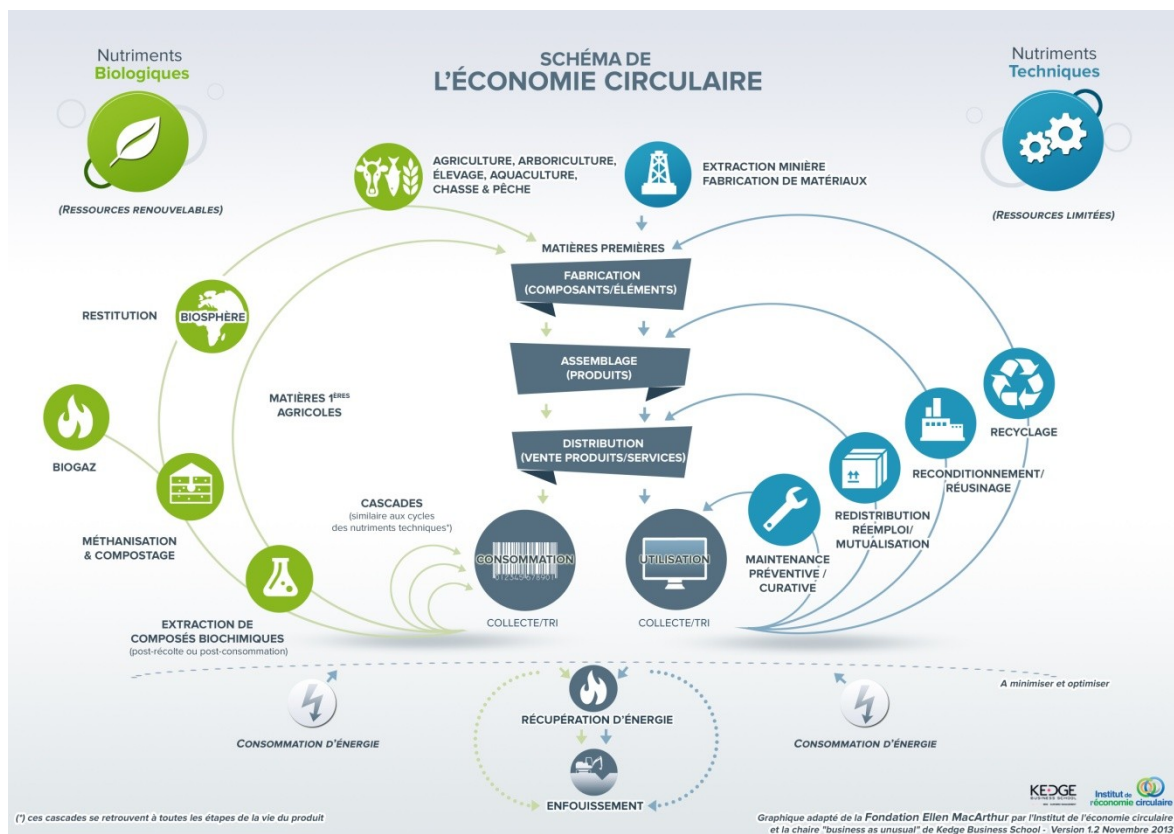 Nutriments
Biologiques
(RESSOURCES RENOUVELABLES)
SCHÉMA DE
L'ÉCONOMIE CIRCULAIRE
Nutriments
Techniques
(RESSOURCES LIMITÉES)
AGRICULTURE, ARBORICULTURE,
ÉLEVAGE, AQUACULTURE,
CHASSE & PÊCHE
EXTRACTION MINIÈRE
FABRICATION DE MATÉRIAUX
MATIÈRES PREMIÈRES
FABRICATION
(COMPOSANTS/ÉLÉMENTS)
ASSEMBLAGE
(PRODUITS)
DISTRIBUTION
(VENTE PRODUITS/SERVICES)
RESTITUTION
BIOSPHÈRE
MATIÈRES 1ÈRES
AGRICOLES
BIOGAZ
MÉTHANISATION
& COMPOSTAGE
EXTRACTION DE
COMPOSÉS BIOCHIMIQUES
(post-récolte ou post-consommation)
CASCADES
(similaire aux cycles
des nutriments techniques*)
CONSOMMATION
012345678901
COLLECTE/TRI
UTILISATION
COLLECTE/TRI
MAINTENANCE
PRÉVENTIVE /
CURATIVE
REDISTRIBUTION
RÉEMPLOI/
MUTUALISATION
RECONDITIONNEMENT/
RÉUSINAGE
RECYCLAGE
A minimiser et optimiser
CONSOMMATION D'ÉNERGIE
RÉCUPÉRATION D'ÉNERGIE
CONSOMMATION D'ÉNERGIE
ENFOUISSEMENT
KEDGE
BUSINESS SCHOOL
Institut de
l'économie circulaire
(*) ces cascades se retrouvent à toutes les étapes de la vie du produit
Graphique adapté de la Fondation Ellen MacArthur par l'Institut de l'économie circulaire
et la chaire "business as unusual" de Kedge Business School - Version 1.2 Novembre 2013